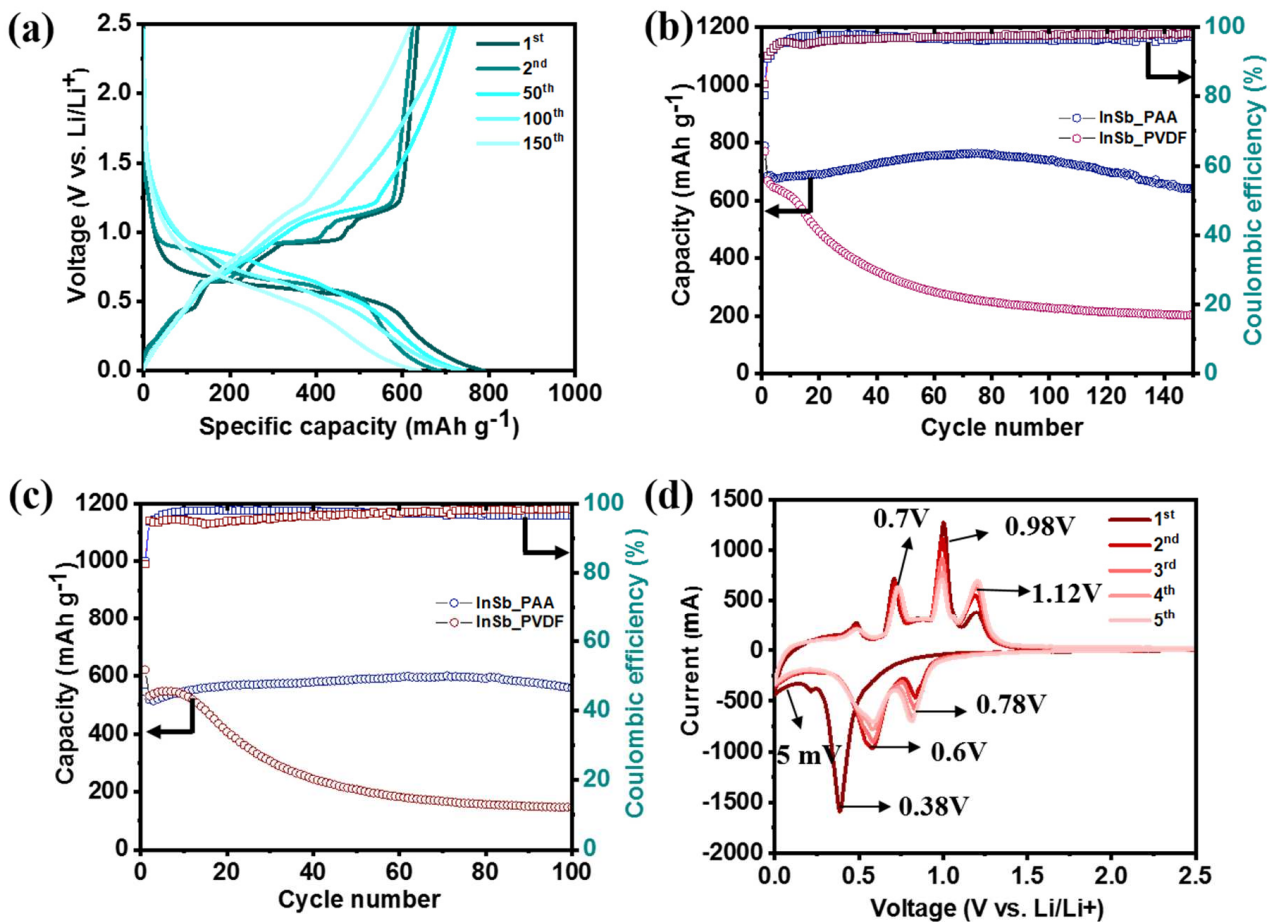 (a)
2.5
2.0
1.5
1.0
0.5
0.0
Voltage (V vs. Li/Li⁺)
1ˢᵗ
2ⁿᵈ
50ᵗʰ
100ᵗʰ
150ᵗʰ
0 200 400 600 800 1000
Specific capacity (mAh g⁻¹)
(b)
1200
1000
800
600
400
200
0
Capacity (mAh g⁻¹)
InSb_PAA
InSb_PVDF
100
80
60
40
20
0
Coulombic efficiency (%)
0 20 40 60 80 100 120 140
Cycle number
(c)
1200
1000
800
600
400
200
0
Capacity (mAh g⁻¹)
InSb_PAA
InSb_PVDF
100
80
60
40
20
0
Coulombic efficiency (%)
0 20 40 60 80 100
Cycle number
(d)
1500
1000
500
0
-500
-1000
-1500
-2000
Current (mA)
0.7V
0.98V
1.12V
1ˢᵗ
2ⁿᵈ
3ʳᵈ
4ᵗʰ
5ᵗʰ
5 mV
0.78V
0.6V
0.38V
0.0 0.5 1.0 1.5 2.0 2.5
Voltage (V vs. Li/Li+)